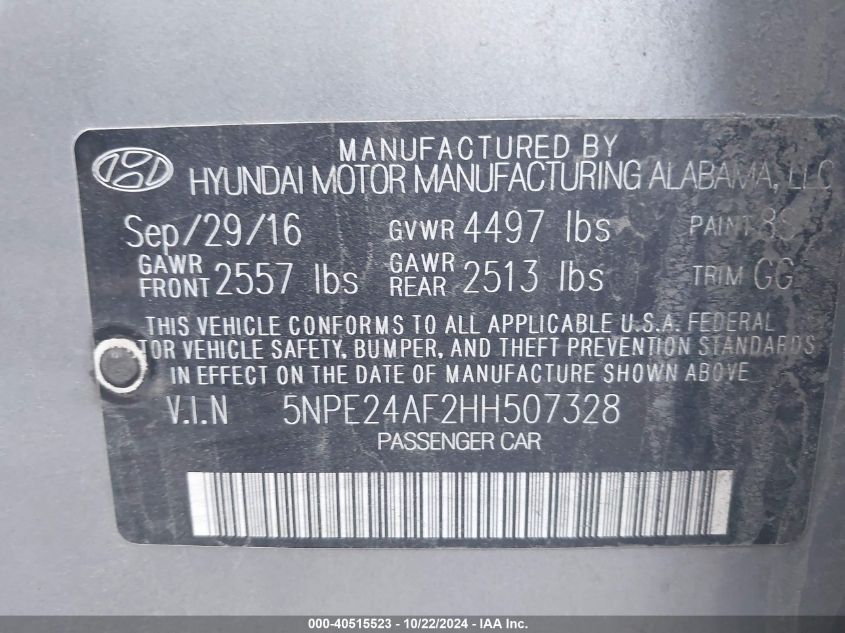 MANUFACTURED BY
HYUNDAI MOTOR MANUFACTURING ALABAMA, LLC
Sep/29/16 GVWR 4497 lbs PAINT
GAWR FRONT 2557 lbs GAWR REAR 2513 lbs TRIM GG
THIS VEHICLE CONFORMS TO ALL APPLICABLE U.S.A. FEDERAL
VEHICLE SAFETY, BUMPER, AND THEFT PREVENTION STANDARDS
IN EFFECT ON THE DATE OF MANUFACTURE SHOWN ABOVE
V.I.N 5NPE24AF2HH507328
PASSENGER CAR
000-40515523 - 10/22/2024 - IAA Inc.